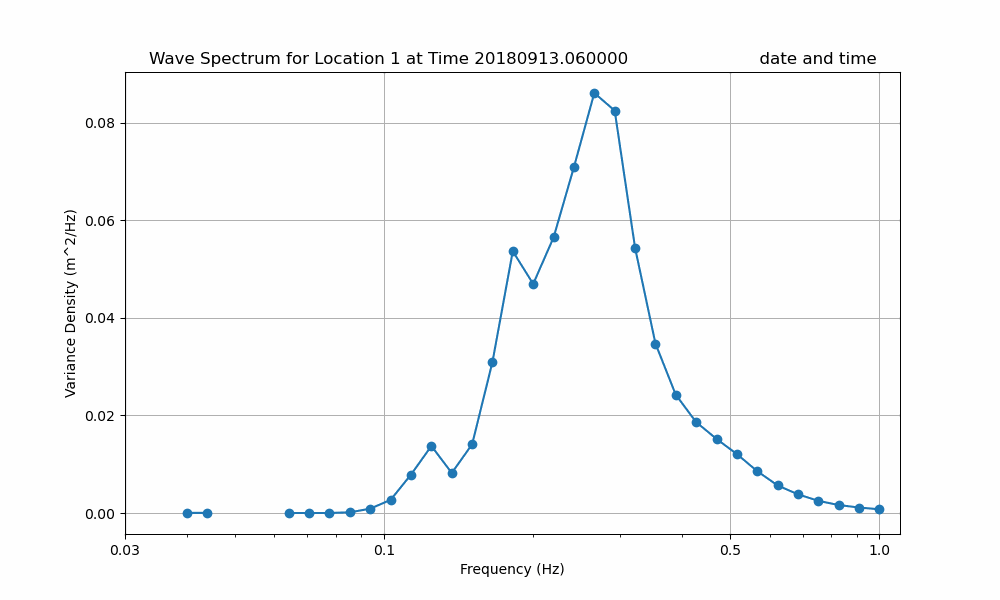 Wave Spectrum for Location 1 at Time 20180913.060000 date and time
0.08
0.06
0.04
0.02
0.00
Variance Density (m^2/Hz)
0.03 0.1 0.5 1.0
Frequency (Hz)